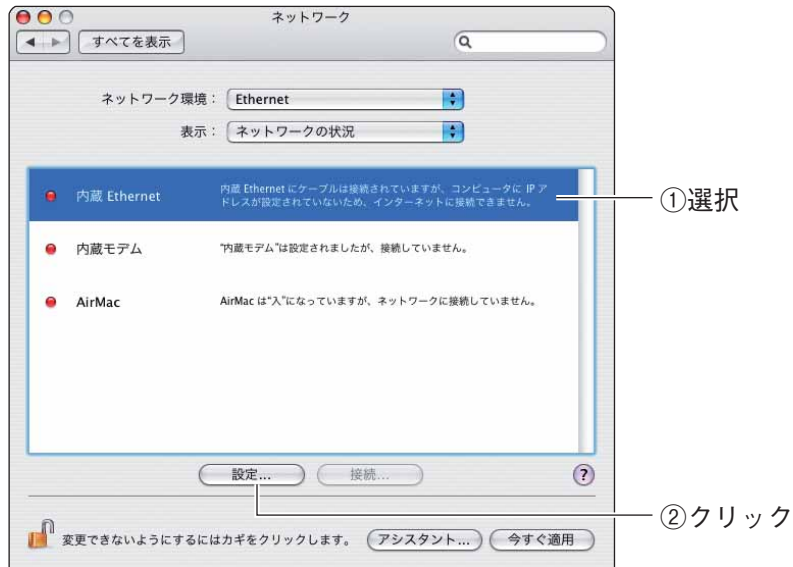 ネットワーク
すべてを表示
ネットワーク環境： Ethernet
表示： ネットワークの状況
内蔵 Ethernet
内蔵 Ethernet にケーブルは接続されていますが、コンピュータに IP ア
ドレスが設定されていないため、インターネットに接続できません。
①選択
内蔵モデム
“内蔵モデム”は設定されましたが、接続していません。
AirMac
AirMac は“入”になっていますが、ネットワークに接続していません。
設定... 接続... ?
②クリック
変更できないようにするにはカギをクリックします。 アシスタント... 今すぐ適用